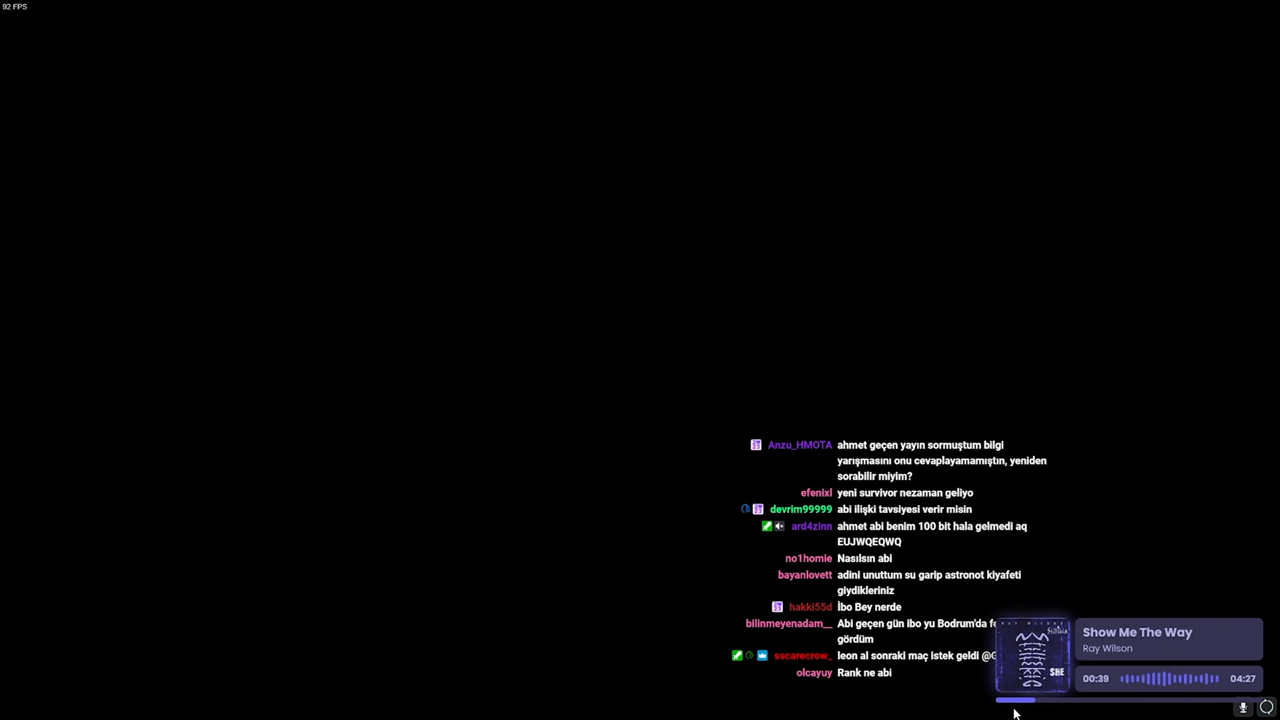 92 FPS
Anzu_HMOTA ahmet geçen yayın sormuştum bilgi
yarışmasını onu cevaplayamamıştın, yeniden
sorabilir miyim?
efenixl yeni survivor nezaman geliyo
devrim99999 abi ilişki tavsiyesi verir misin
ard4zinn ahmet abi benim 100 bit hala gelmedi aq
EUJWQEQWQ
no1homie Nasılsın abi
bayanlovett adini unuttum su garip astronot kiyafeti
giydikleriniz
hakki55d İbo Bey nerde
bilinmeyenadam__ Abi geçen gün ibo yu Bodrum'da
gördüm
sscarecrow_ leon al sonraki maç istek geldi
olcayuy Rank ne abi
SHE
Show Me The Way
Ray Wilson
00:39 04:27